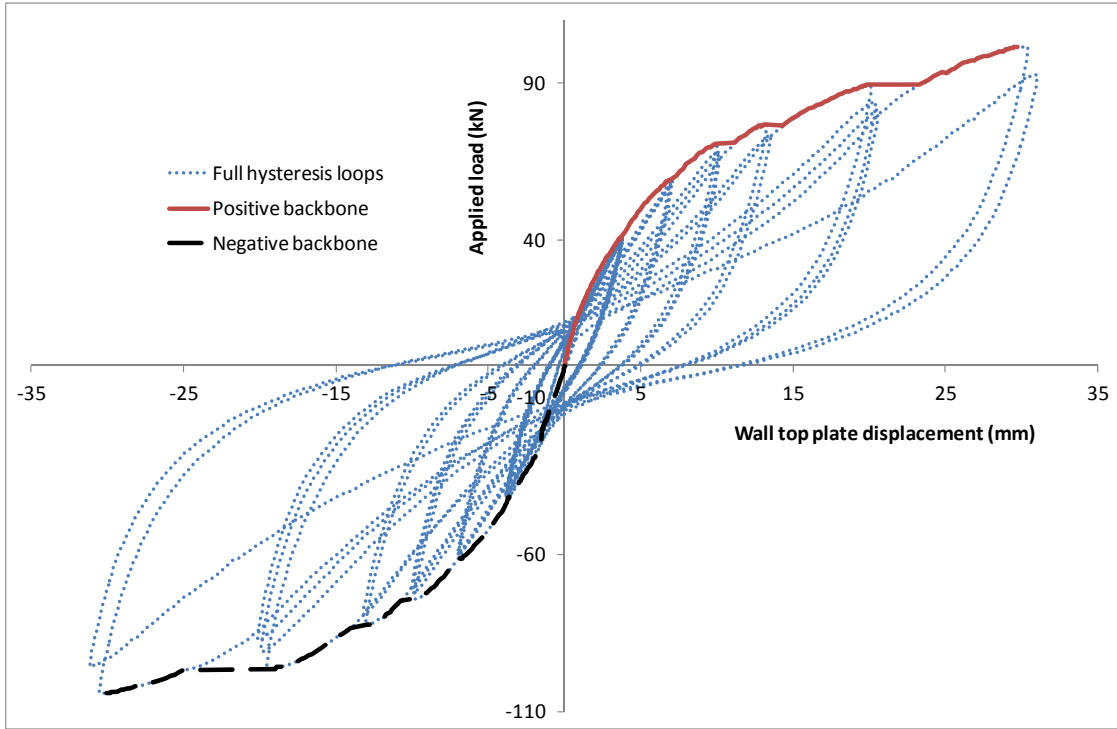 Applied load (kN)
90
40
-10
-60
-110
Full hysteresis loops
Positive backbone
Negative backbone
-35
-25
-15
-5
5
15
25
35
Wall top plate displacement (mm)